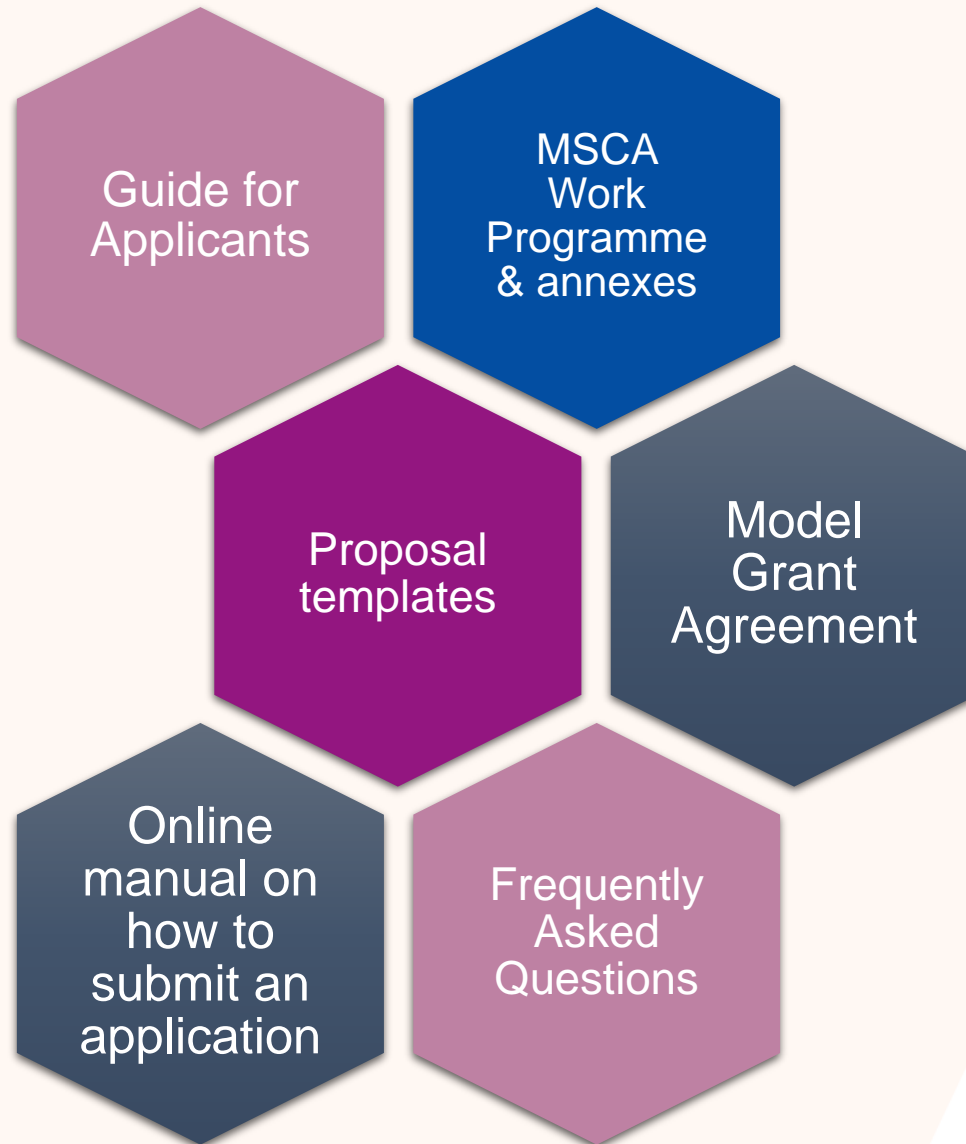 Guide for
Applicants
MSCA
Work
Programme
& annexes
Proposal
templates
Model
Grant
Agreement
Online
manual on
how to
submit an
application
Frequently
Asked
Questions